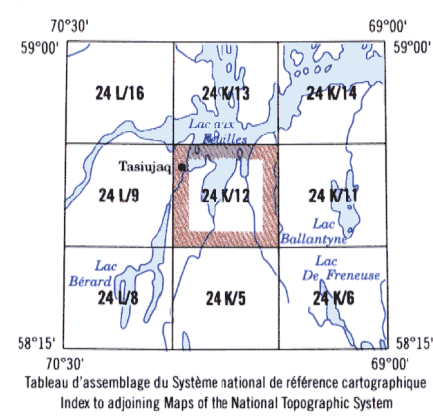 70°30' 69°00'
59°00' 59°00'
24 L/16 24 K/13 24 K/14
Lac aux
Feuilles
Tasiujaq
24 L/9 24 K/12 24 K/11
Lac
Ballantyne
Lac
Bérard
Lac
De Freneuse
24 L/8 24 K/5 24 K/6
58°15' 58°15'
70°30' 69°00'
Tableau d'assemblage du Système national de référence cartographique
Index to adjoining Maps of the National Topographic System